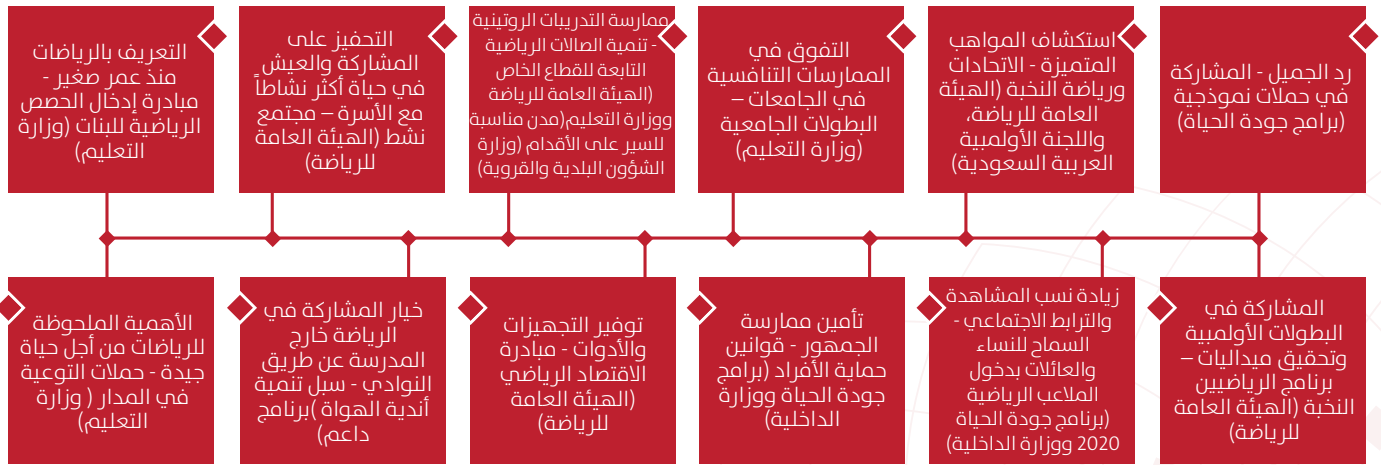 رد الجميل - المشاركة
في حملات نموذجية
(برامج جودة الحياة)
استكشاف المواهب
المتميزة - الاتحادات
ورياضة النخبة (الهيئة
العامة للرياضة،
واللجنة الأولمبية
العربية السعودية)
التفوق في
الممارسات التنافسية
في الجامعات –
البطولات الجامعية
(وزارة التعليم)
ممارسة التدريبات الروتينية
- تنمية الصالات الرياضية
التابعة للقطاع الخاص
(الهيئة العامة للرياضة
ووزارة التعليم(مدن مناسبة
للسير على الأقدام (وزارة
الشؤون البلدية والقروية)
التحفيز على
المشاركة والعيش
في حياة أكثر نشاطاً
مع الأسرة – مجتمع
نشط (الهيئة العامة
للرياضة)
التعريف بالرياضات
منذ عمر صغير -
مبادرة إدخال الحصص
الرياضية للبنات (وزارة
التعليم)
المشاركة في
البطولات الأولمبية
وتحقيق ميداليات –
برنامج الرياضيين
النخبة (الهيئة العامة
للرياضة)
زيادة نسب المشاهدة
والترابط الاجتماعي -
السماح للنساء
والعائلات بدخول
الملاعب الرياضية
(برنامج جودة الحياة
2020 ووزارة الداخلية)
تأمين ممارسة
الجمهور - قوانين
حماية الأفراد (برامج
جودة الحياة ووزارة
الداخلية)
توفير التجهيزات
والأدوات - مبادرة
الاقتصاد الرياضي
(الهيئة العامة
للرياضة)
خيار المشاركة في
الرياضة خارج
المدرسة عن طريق
النوادي - سبل تنمية
أندية الهواة )برنامج
داعم)
الأهمية الملحوظة
للرياضات من أجل حياة
جيدة - حملات التوعية
في المدار ( وزارة
التعليم)